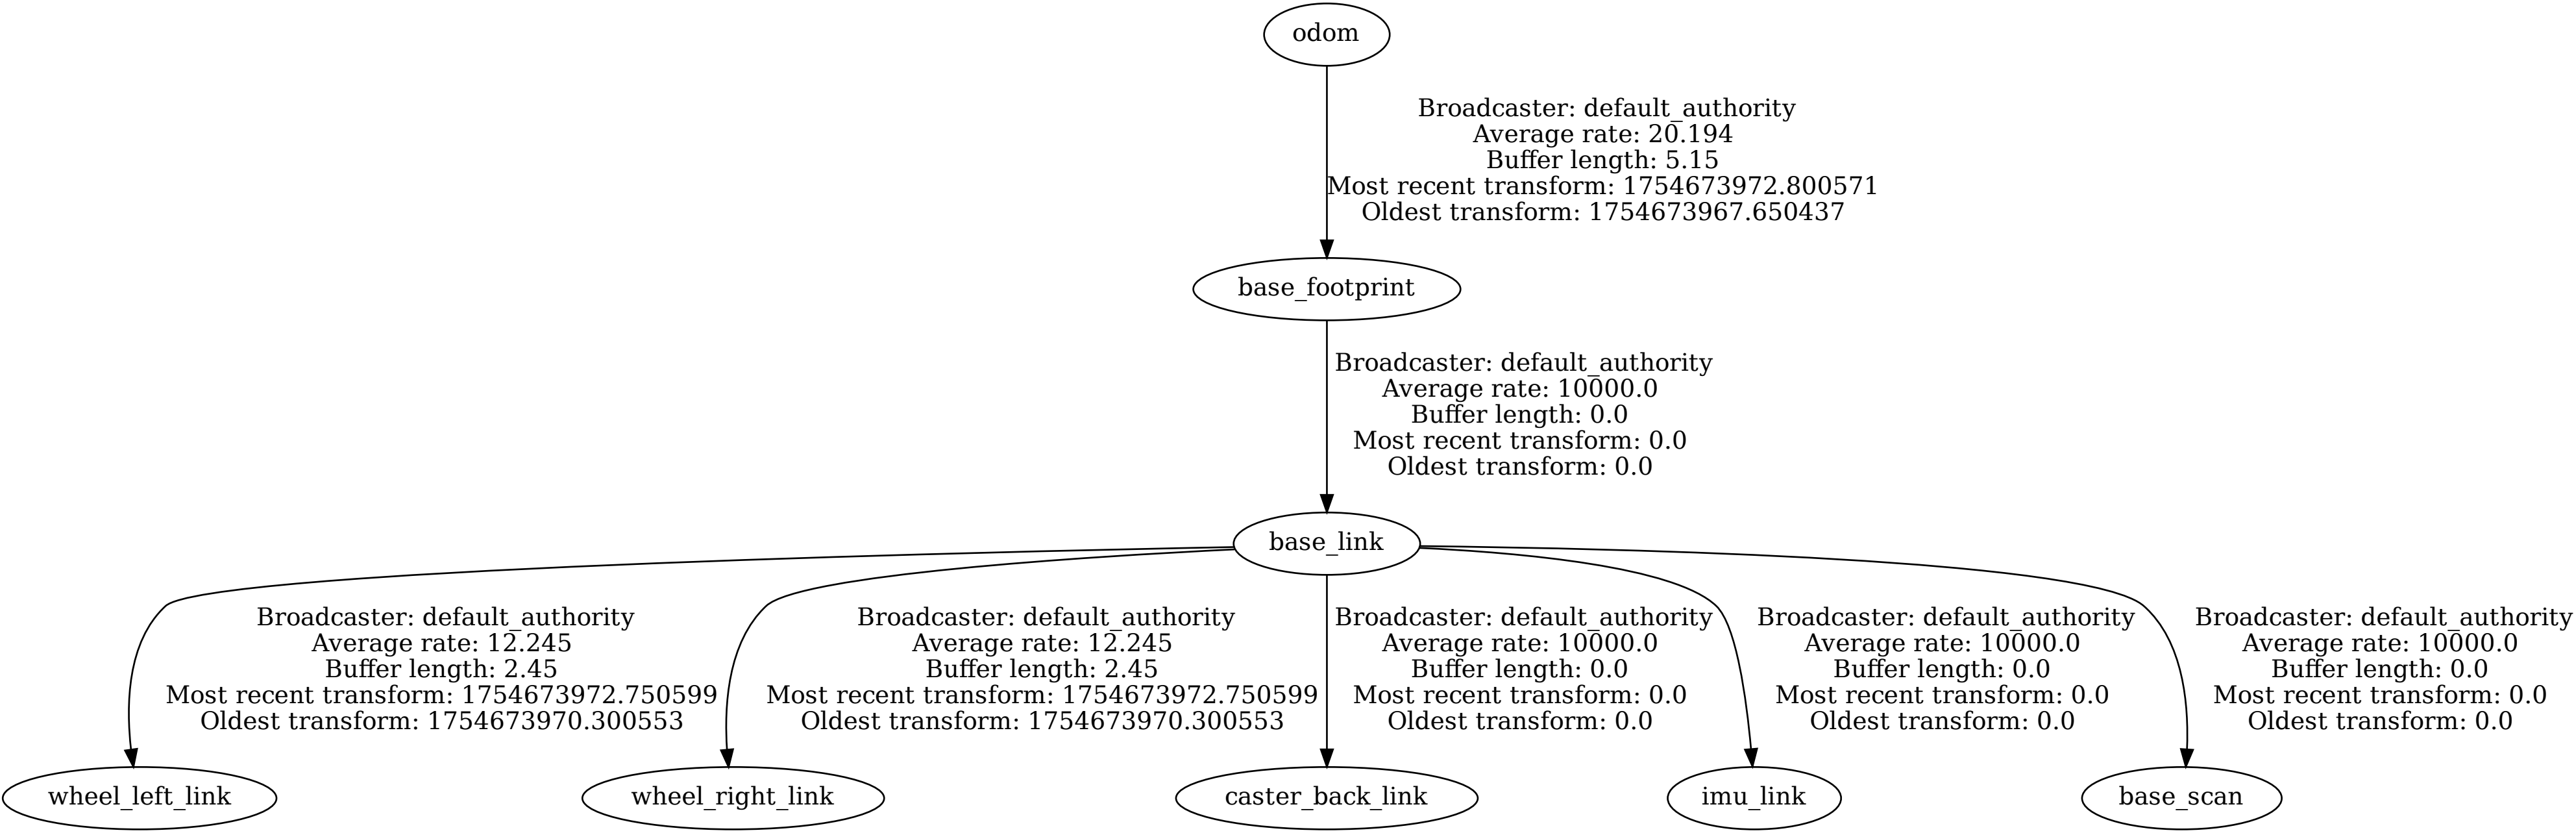 odom
Broadcaster: default_authority
Average rate: 20.194
Buffer length: 5.15
Most recent transform: 1754673972.800571
Oldest transform: 1754673967.650437
base_footprint
Broadcaster: default_authority
Average rate: 10000.0
Buffer length: 0.0
Most recent transform: 0.0
Oldest transform: 0.0
base_link
Broadcaster: default_authority
Average rate: 12.245
Buffer length: 2.45
Most recent transform: 1754673972.750599
Oldest transform: 1754673970.300553
Broadcaster: default_authority
Average rate: 12.245
Buffer length: 2.45
Most recent transform: 1754673972.750599
Oldest transform: 1754673970.300553
Broadcaster: default_authority
Average rate: 10000.0
Buffer length: 0.0
Most recent transform: 0.0
Oldest transform: 0.0
Broadcaster: default_authority
Average rate: 10000.0
Buffer length: 0.0
Most recent transform: 0.0
Oldest transform: 0.0
Broadcaster: default_authority
Average rate: 10000.0
Buffer length: 0.0
Most recent transform: 0.0
Oldest transform: 0.0
wheel_left_link
wheel_right_link
caster_back_link
imu_link
base_scan